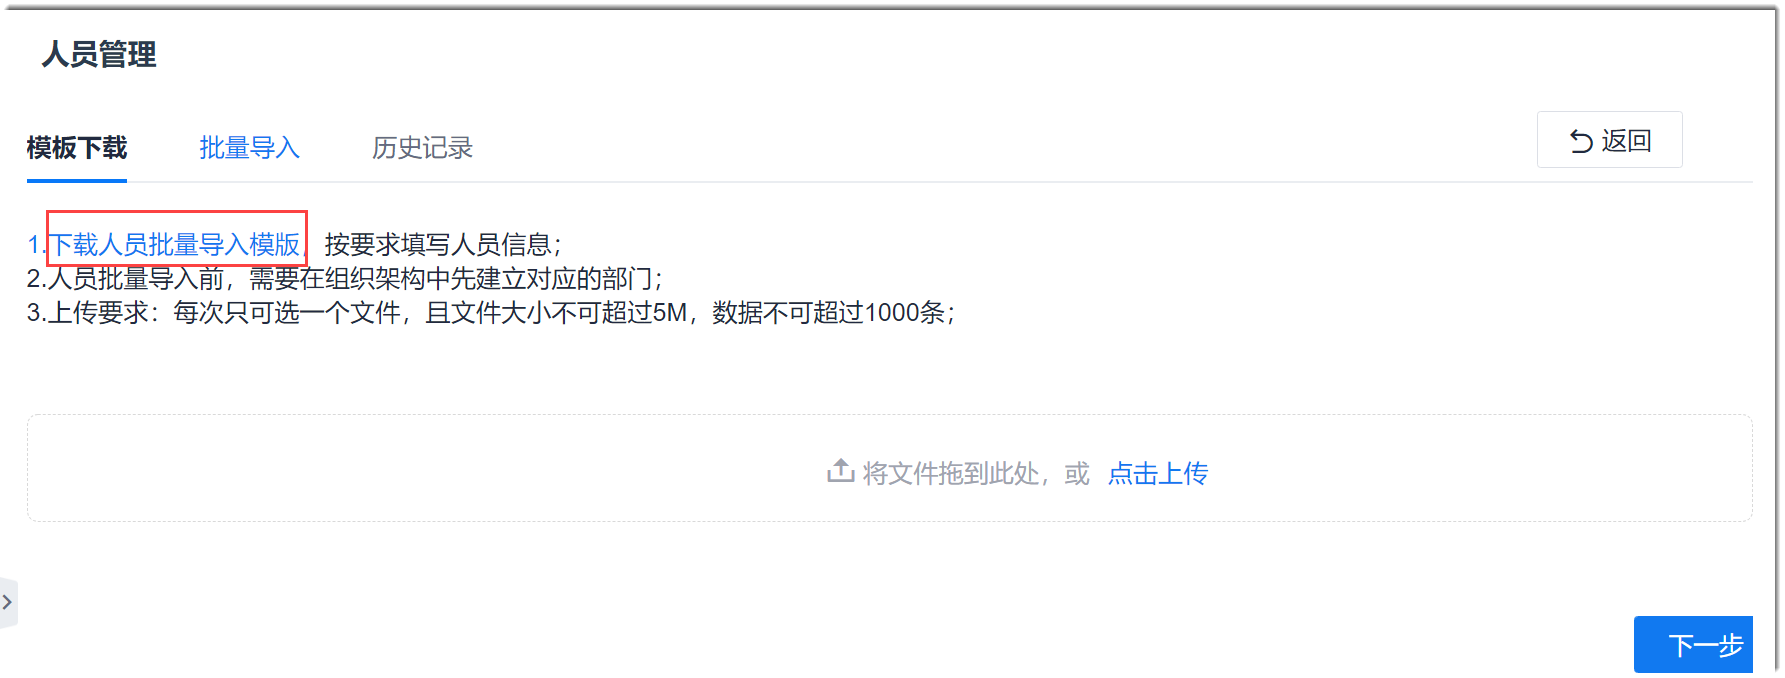 人员管理
模板下载 批量导入 历史记录 返回
1.下载人员批量导入模版，按要求填写人员信息；
2.人员批量导入前，需要在组织架构中先建立对应的部门；
3.上传要求：每次只可选一个文件，且文件大小不可超过5M，数据不可超过1000条；
将文件拖到此处，或 点击上传
下一步